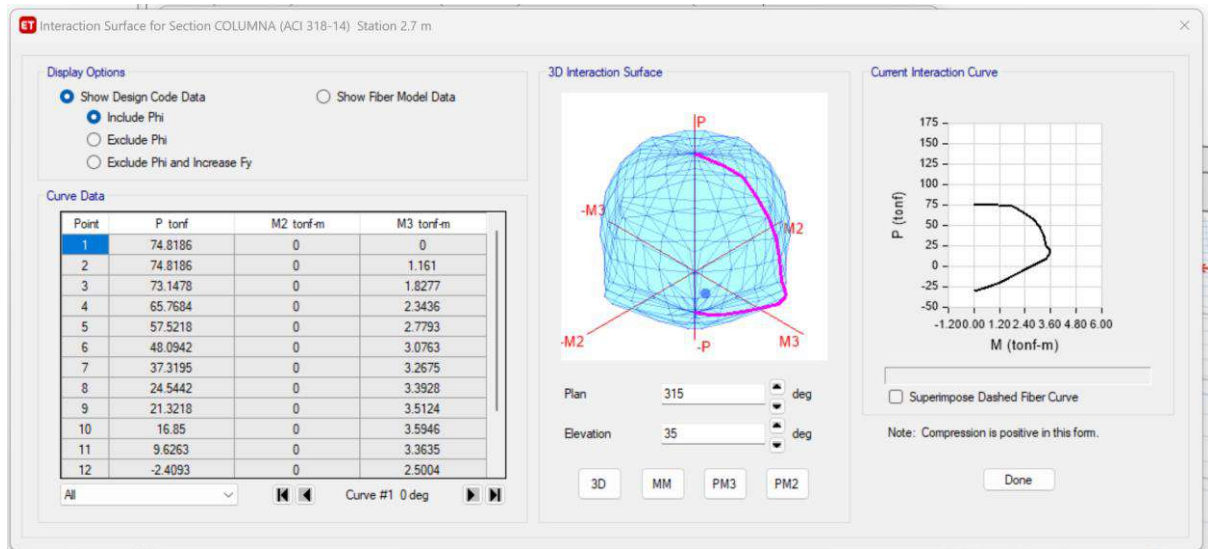 ET Interaction Surface for Section COLUMNA (ACI 318-14) Station 2.7 m
Display Options
Show Design Code Data
Show Fiber Model Data
Include Phi
Exclude Phi
Exclude Phi and Increase Fy
Curve Data
Point P tonf M2 tonf-m M3 tonf-m
1 74.8186 0 0
2 74.8186 0 1.161
3 73.1478 0 1.8277
4 65.7684 0 2.3436
5 57.5218 0 2.7793
6 48.0942 0 3.0763
7 37.3195 0 3.2675
8 24.5442 0 3.3928
9 21.3218 0 3.5124
10 16.85 0 3.5946
11 9.6263 0 3.3635
12 -2.4093 0 2.5004
All
Curve #1 0 deg
3D Interaction Surface
P
-M3
M2
-M2
-P
M3
Plan 315 deg
Elevation 35 deg
3D MM PM3 PM2
Current Interaction Curve
175
150
125
100
75
50
25
0
-25
-50
P (tonf)
-1.200.00 1.20 2.40 3.60 4.80 6.00
M (tonf-m)
Superimpose Dashed Fiber Curve
Note: Compression is positive in this form.
Done